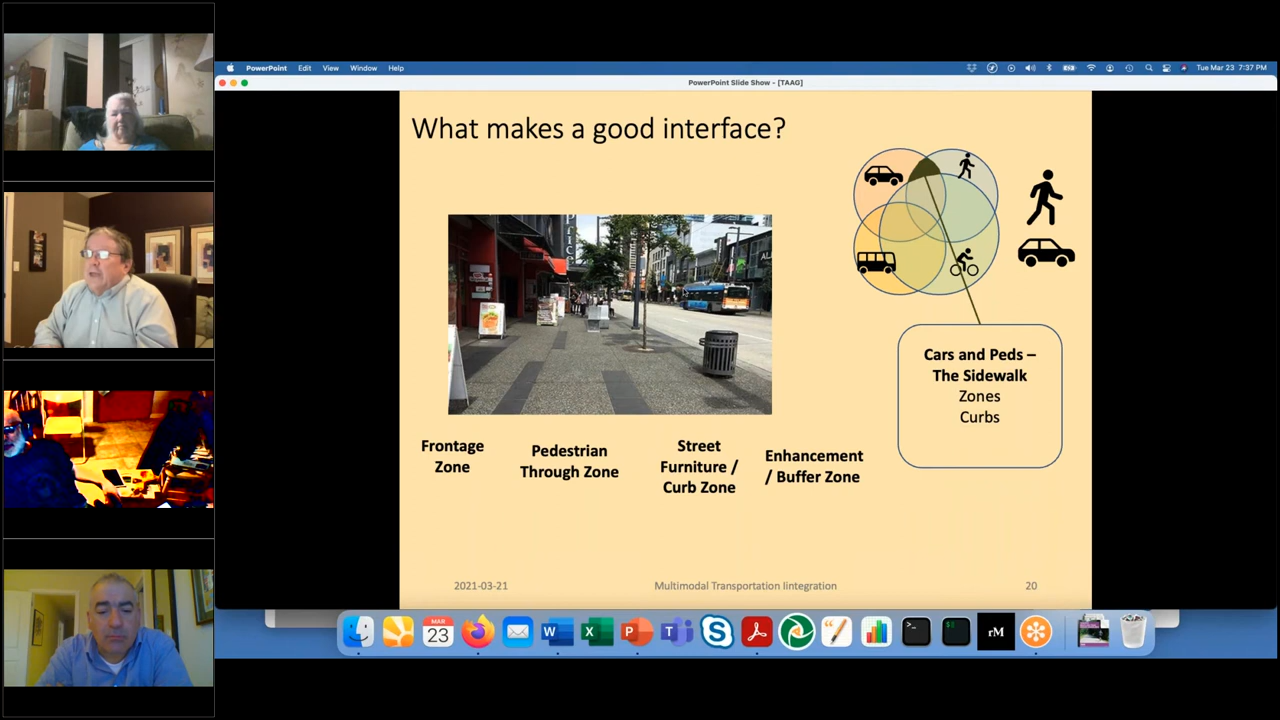 PowerPoint Edit View Window Help
Tue Mar 23 7:37 PM
PowerPoint Slide Show - [TAAG]
What makes a good interface?
Cars and Peds –
The Sidewalk
Zones
Curbs
Frontage
Zone
Pedestrian
Through Zone
Street
Furniture /
Curb Zone
Enhancement
/ Buffer Zone
2021-03-21
Multimodal Transportation Iintegration
20
MAR
23
W
X
P
T
S
>_
$
rM